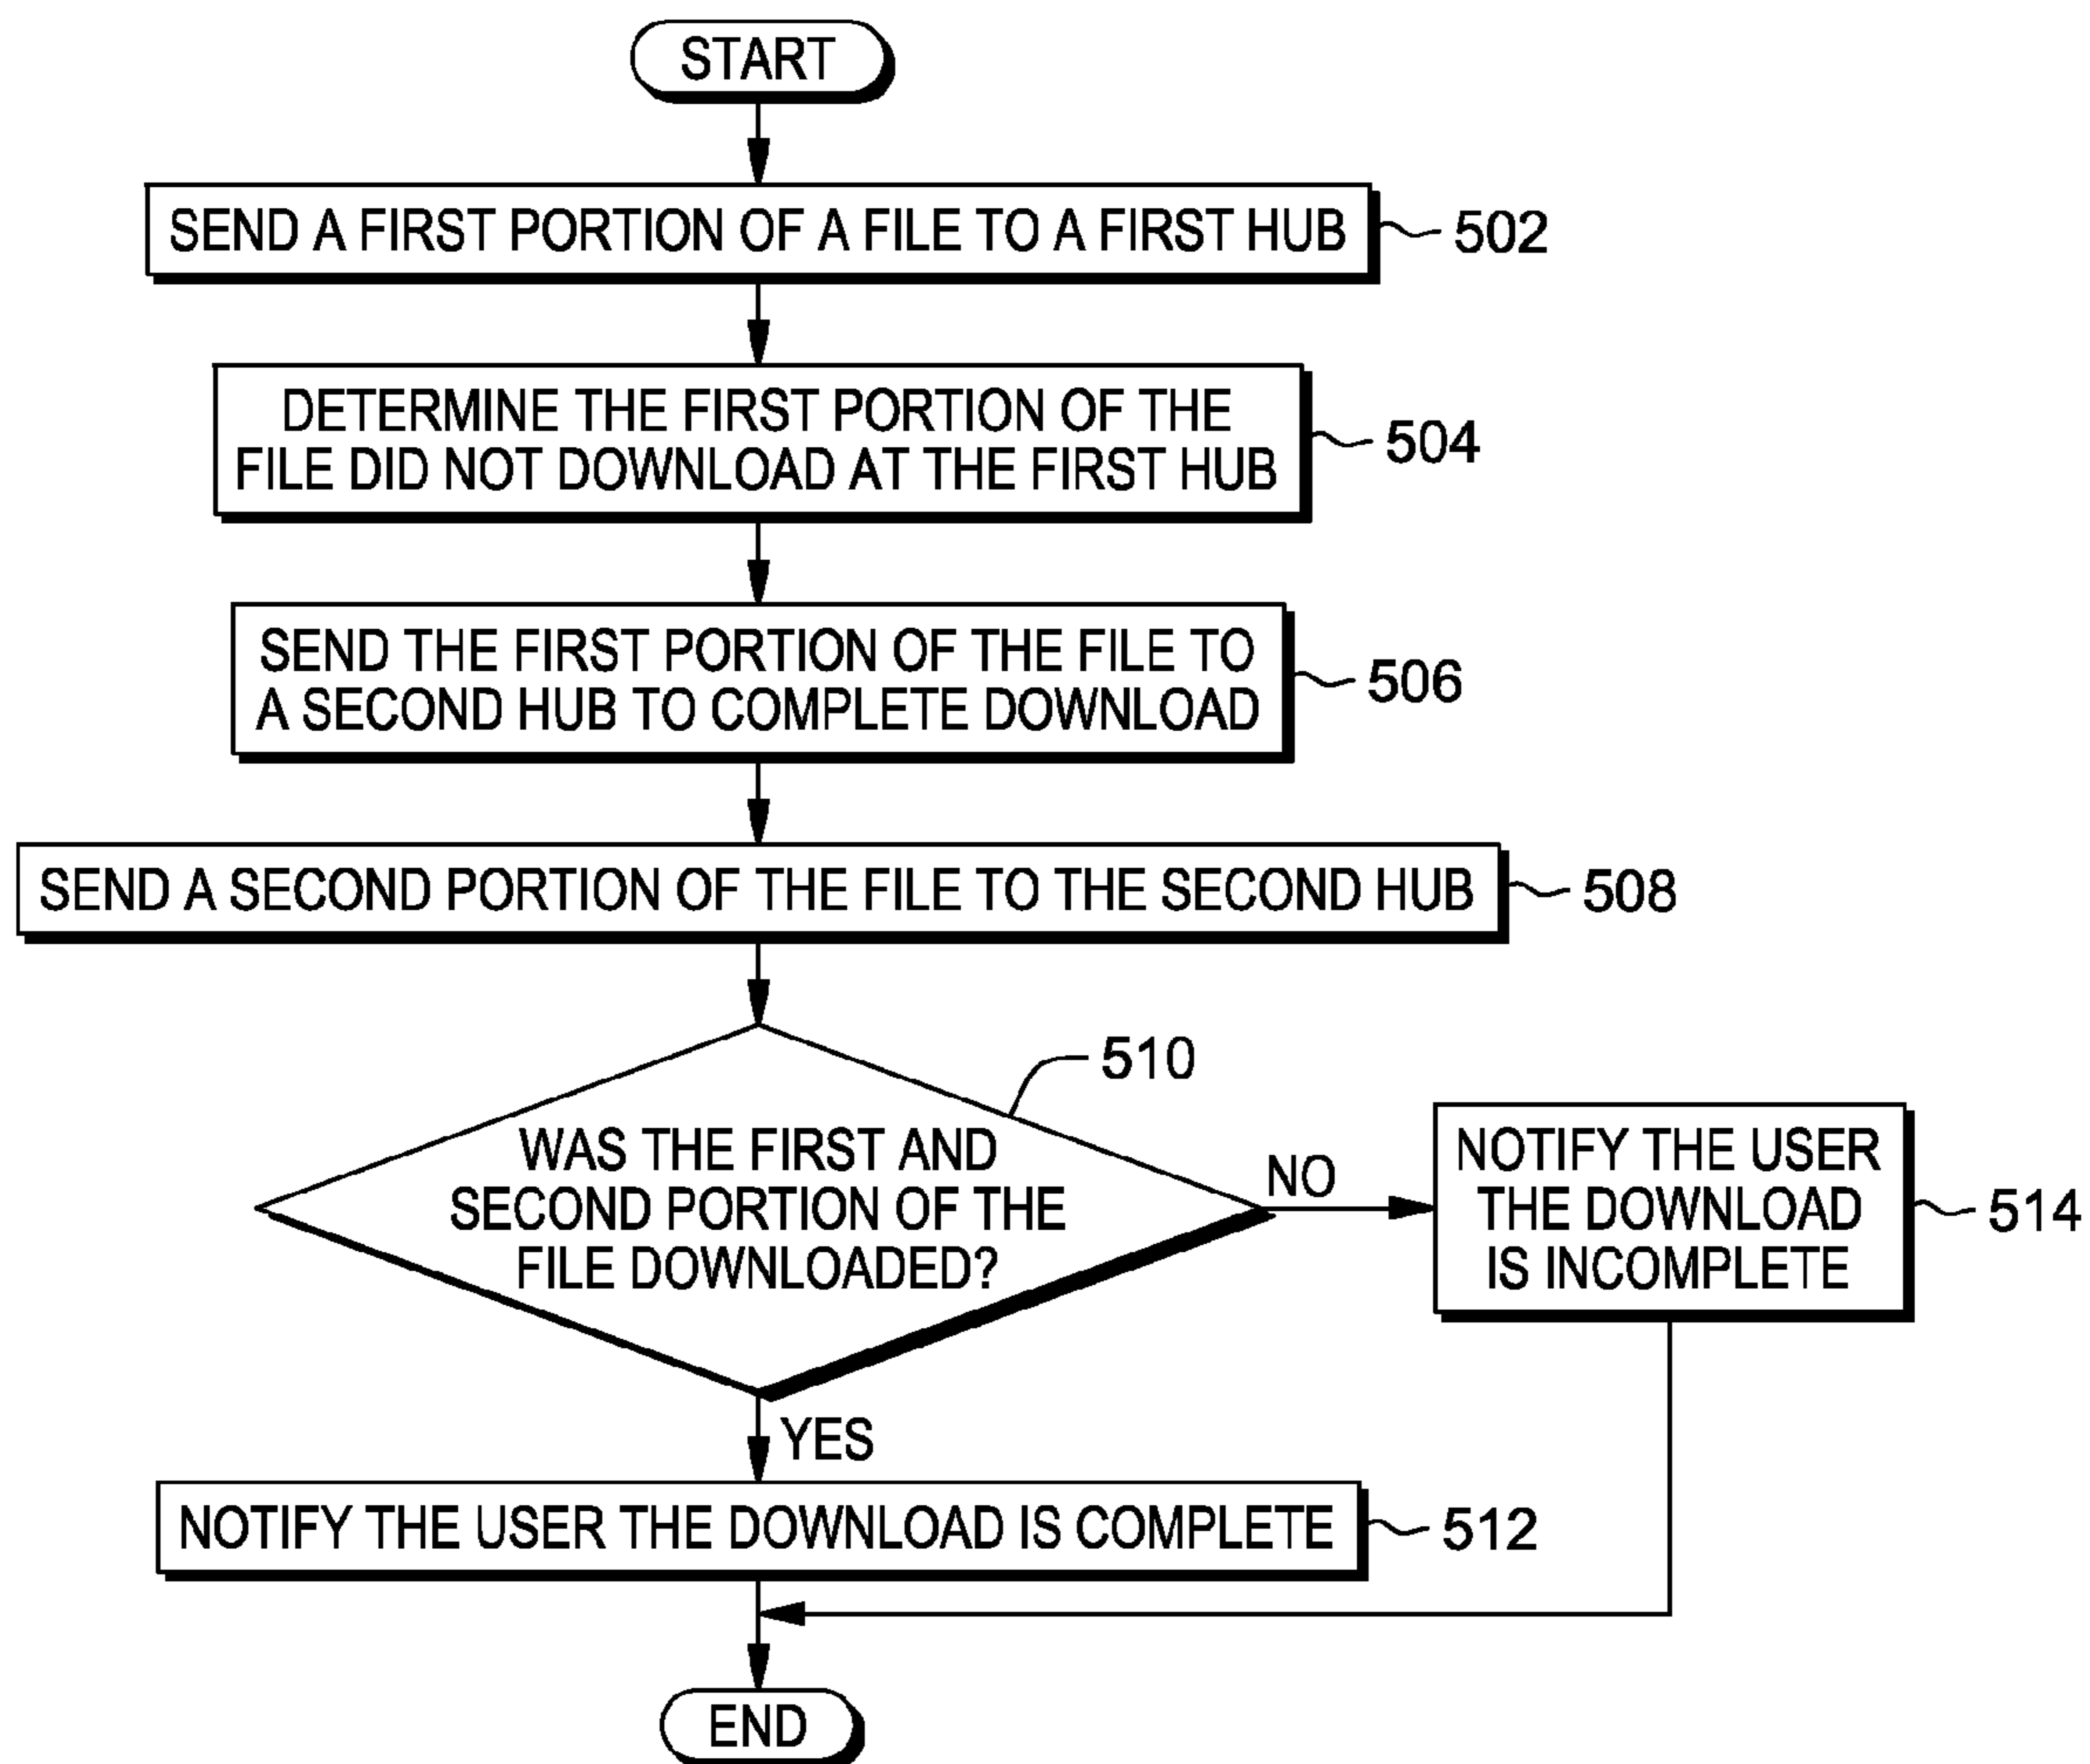 START
SEND A FIRST PORTION OF A FILE TO A FIRST HUB
502
DETERMINE THE FIRST PORTION OF THE
FILE DID NOT DOWNLOAD AT THE FIRST HUB
504
SEND THE FIRST PORTION OF THE FILE TO
A SECOND HUB TO COMPLETE DOWNLOAD
506
SEND A SECOND PORTION OF THE FILE TO THE SECOND HUB
508
510
WAS THE FIRST AND
SECOND PORTION OF THE
FILE DOWNLOADED?
NO
NOTIFY THE USER
THE DOWNLOAD
IS INCOMPLETE
514
YES
NOTIFY THE USER THE DOWNLOAD IS COMPLETE
512
END